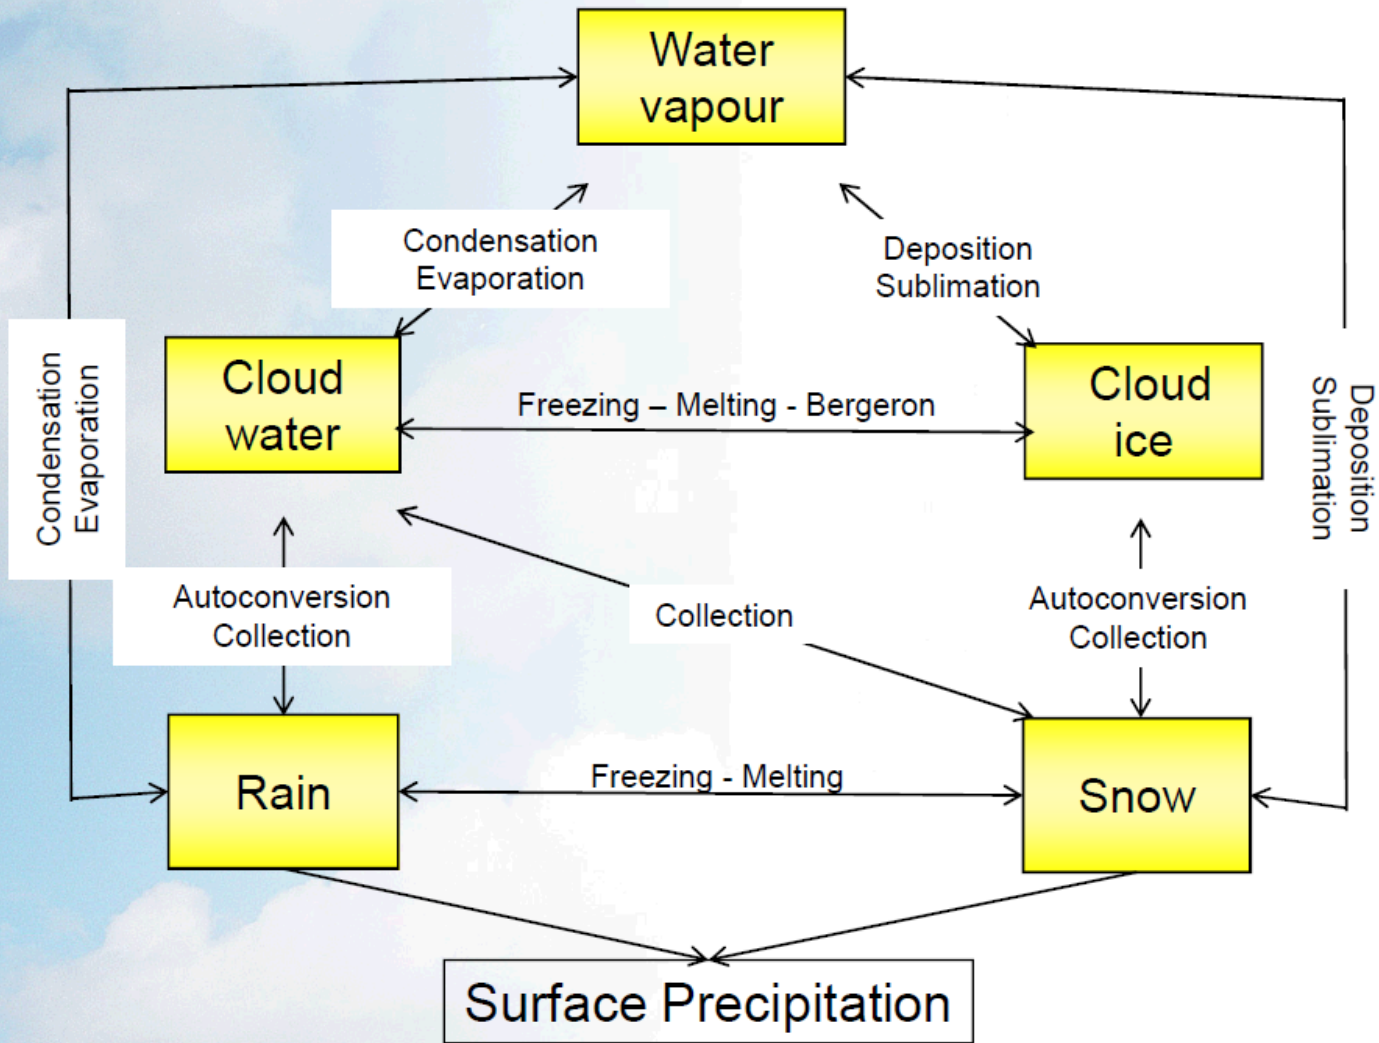 Water
vapour
Condensation
Evaporation
Deposition
Sublimation
Cloud
water
Freezing – Melting - Bergeron
Cloud
ice
Condensation
Evaporation
Deposition
Sublimation
Autoconversion
Collection
Collection
Autoconversion
Collection
Rain
Freezing - Melting
Snow
Surface Precipitation